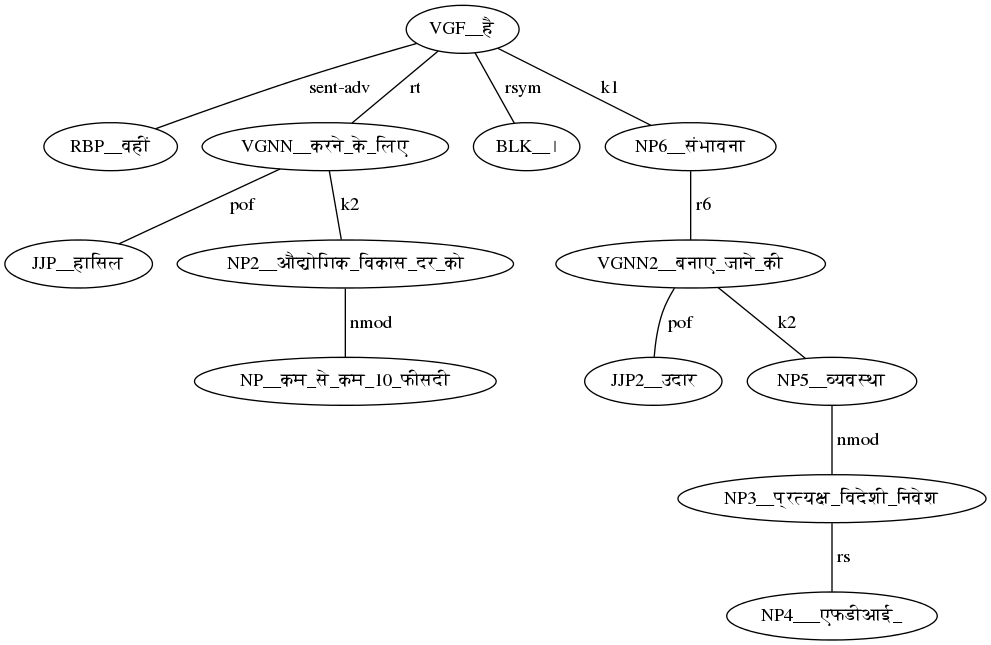 VGF__है
sent-adv rt rsym k1
RBP__वहीं VGNN__करने_के_लिए BLK__। NP6__संभावना
pof k2 r6
JJP__हासिल NP2__औद्योगिक_विकास_दर_को VGNN2__बनाए_जाने_की
nmod pof k2
NP__कम_से_कम_10_फीसदी JJP2__उदार NP5__व्यवस्था
nmod
NP3__प्रत्यक्ष_विदेशी_निवेश
rs
NP4___एफडीआई_